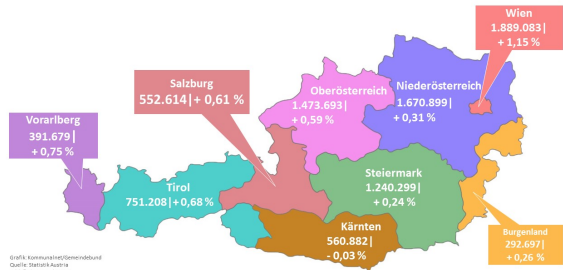 Wien
1.889.083|
+ 1,15 %
Salzburg
552.614|+ 0,61 %
Oberösterreich
1.473.693|
+ 0,59 %
Niederösterreich
1.670.899|
+ 0,31 %
Vorarlberg
391.679|
+ 0,75 %
Tirol
751.208|+0,68 %
Steiermark
1.240.299|
+ 0,24 %
Kärnten
560.882|
- 0,03 %
Burgenland
292.697|
+ 0,26 %
Grafik: Kommunalnet/Gemeindebund
Quelle: Statistik Austria